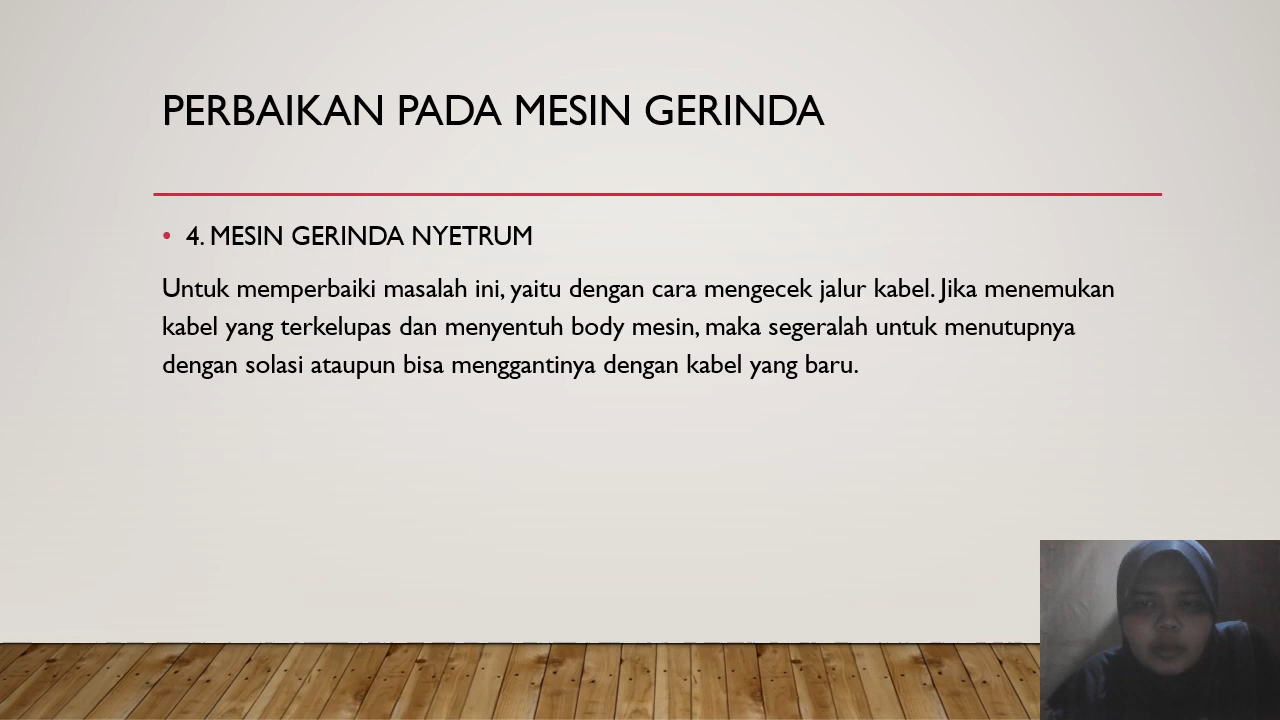 PERBAIKAN PADA MESIN GERINDA
• 4. MESIN GERINDA NYETRUM
Untuk memperbaiki masalah ini, yaitu dengan cara mengecek jalur kabel. Jika menemukan
kabel yang terkelupas dan menyentuh body mesin, maka segeralah untuk menutupnya
dengan solasi ataupun bisa menggantinya dengan kabel yang baru.